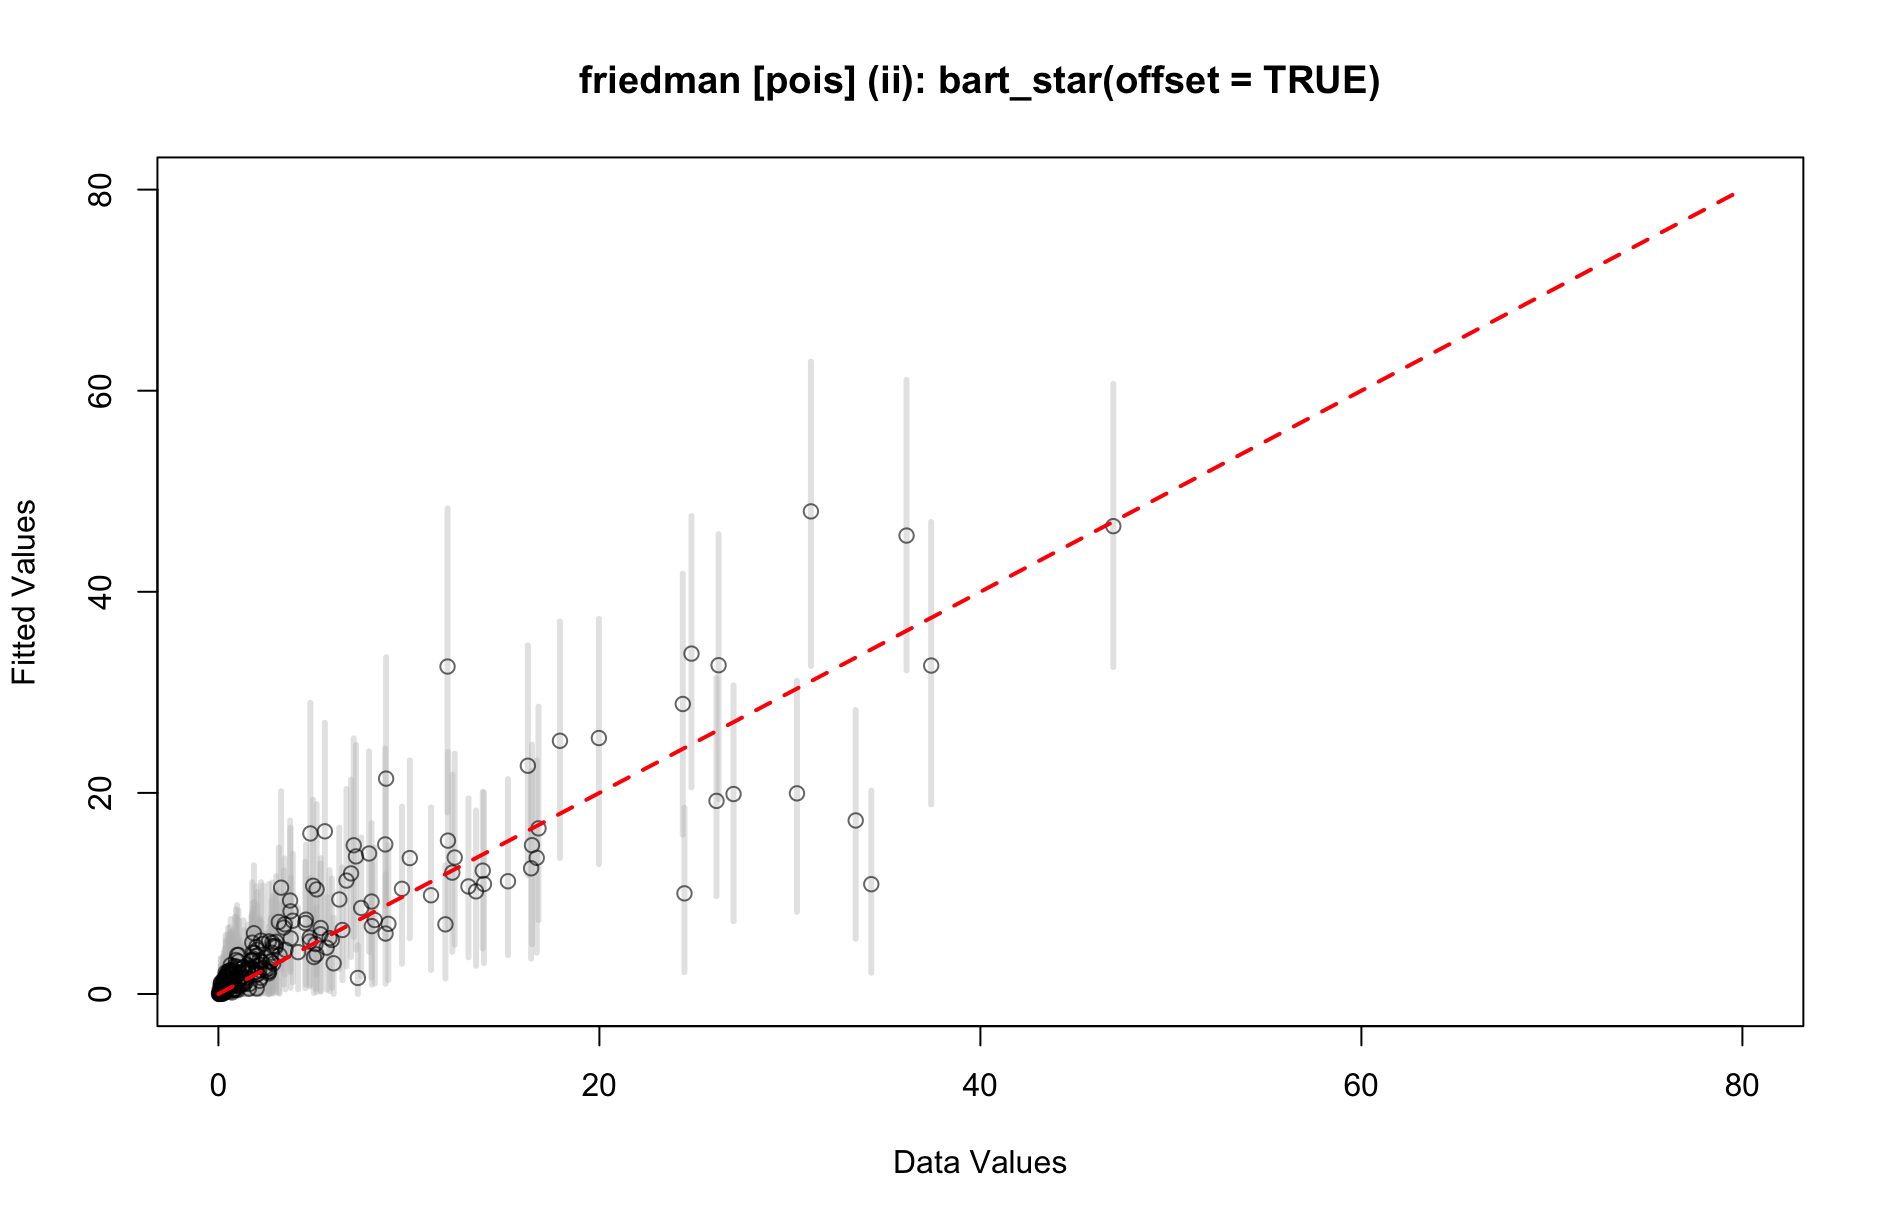 friedman [pois] (ii): bart_star(offset = TRUE)
80
60
40
20
0
Fitted Values
0 20 40 60 80
Data Values